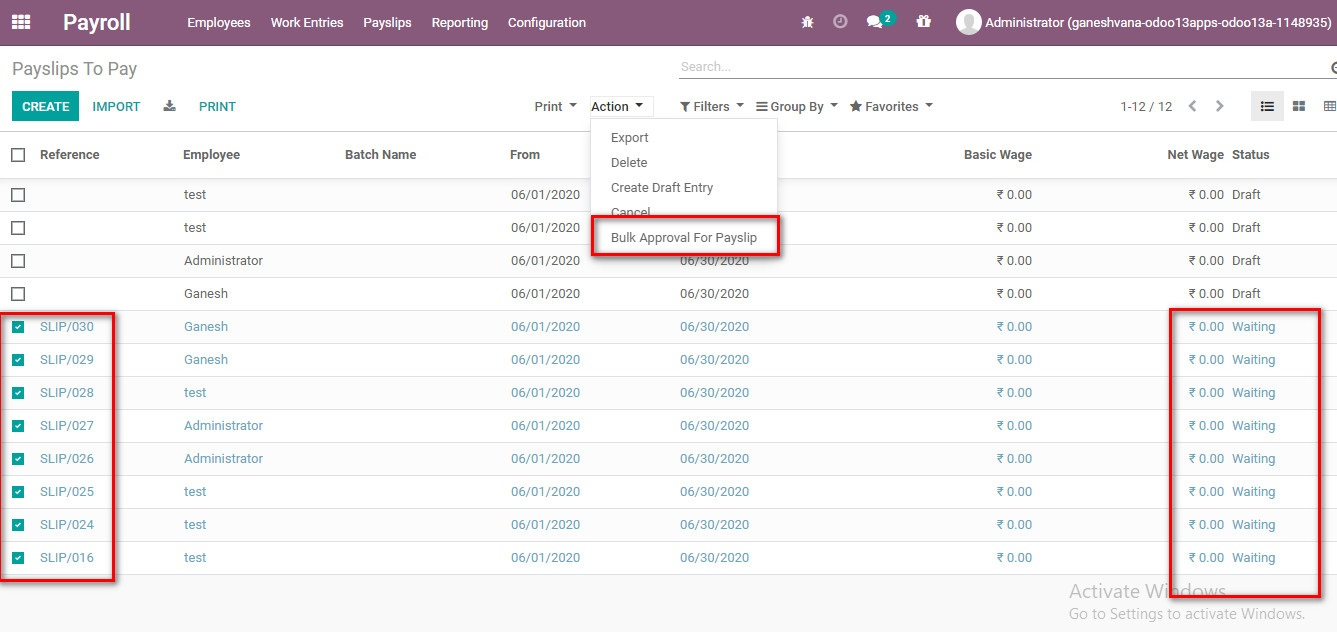 Payroll Employees Work Entries Payslips Reporting Configuration 2 Administrator (ganeshvana-odoo13apps-odoo13a-1148935)
Payslips To Pay Search...
CREATE IMPORT PRINT Print Action Filters Group By Favorites 1-12 / 12
Export
Delete
Create Draft Entry
Cancel
Bulk Approval For Payslip
Reference Employee Batch Name From Basic Wage Net Wage Status
test 06/01/2020 ₹ 0.00 ₹ 0.00 Draft
test 06/01/2020 ₹ 0.00 ₹ 0.00 Draft
Administrator 06/01/2020 06/30/2020 ₹ 0.00 ₹ 0.00 Draft
Ganesh 06/01/2020 06/30/2020 ₹ 0.00 ₹ 0.00 Draft
SLIP/030 Ganesh 06/01/2020 06/30/2020 ₹ 0.00 ₹ 0.00 Waiting
SLIP/029 Ganesh 06/01/2020 06/30/2020 ₹ 0.00 ₹ 0.00 Waiting
SLIP/028 test 06/01/2020 06/30/2020 ₹ 0.00 ₹ 0.00 Waiting
SLIP/027 Administrator 06/01/2020 06/30/2020 ₹ 0.00 ₹ 0.00 Waiting
SLIP/026 Administrator 06/01/2020 06/30/2020 ₹ 0.00 ₹ 0.00 Waiting
SLIP/025 test 06/01/2020 06/30/2020 ₹ 0.00 ₹ 0.00 Waiting
SLIP/024 test 06/01/2020 06/30/2020 ₹ 0.00 ₹ 0.00 Waiting
SLIP/016 test 06/01/2020 06/30/2020 ₹ 0.00 ₹ 0.00 Waiting
Activate Windows
Go to Settings to activate Windows.